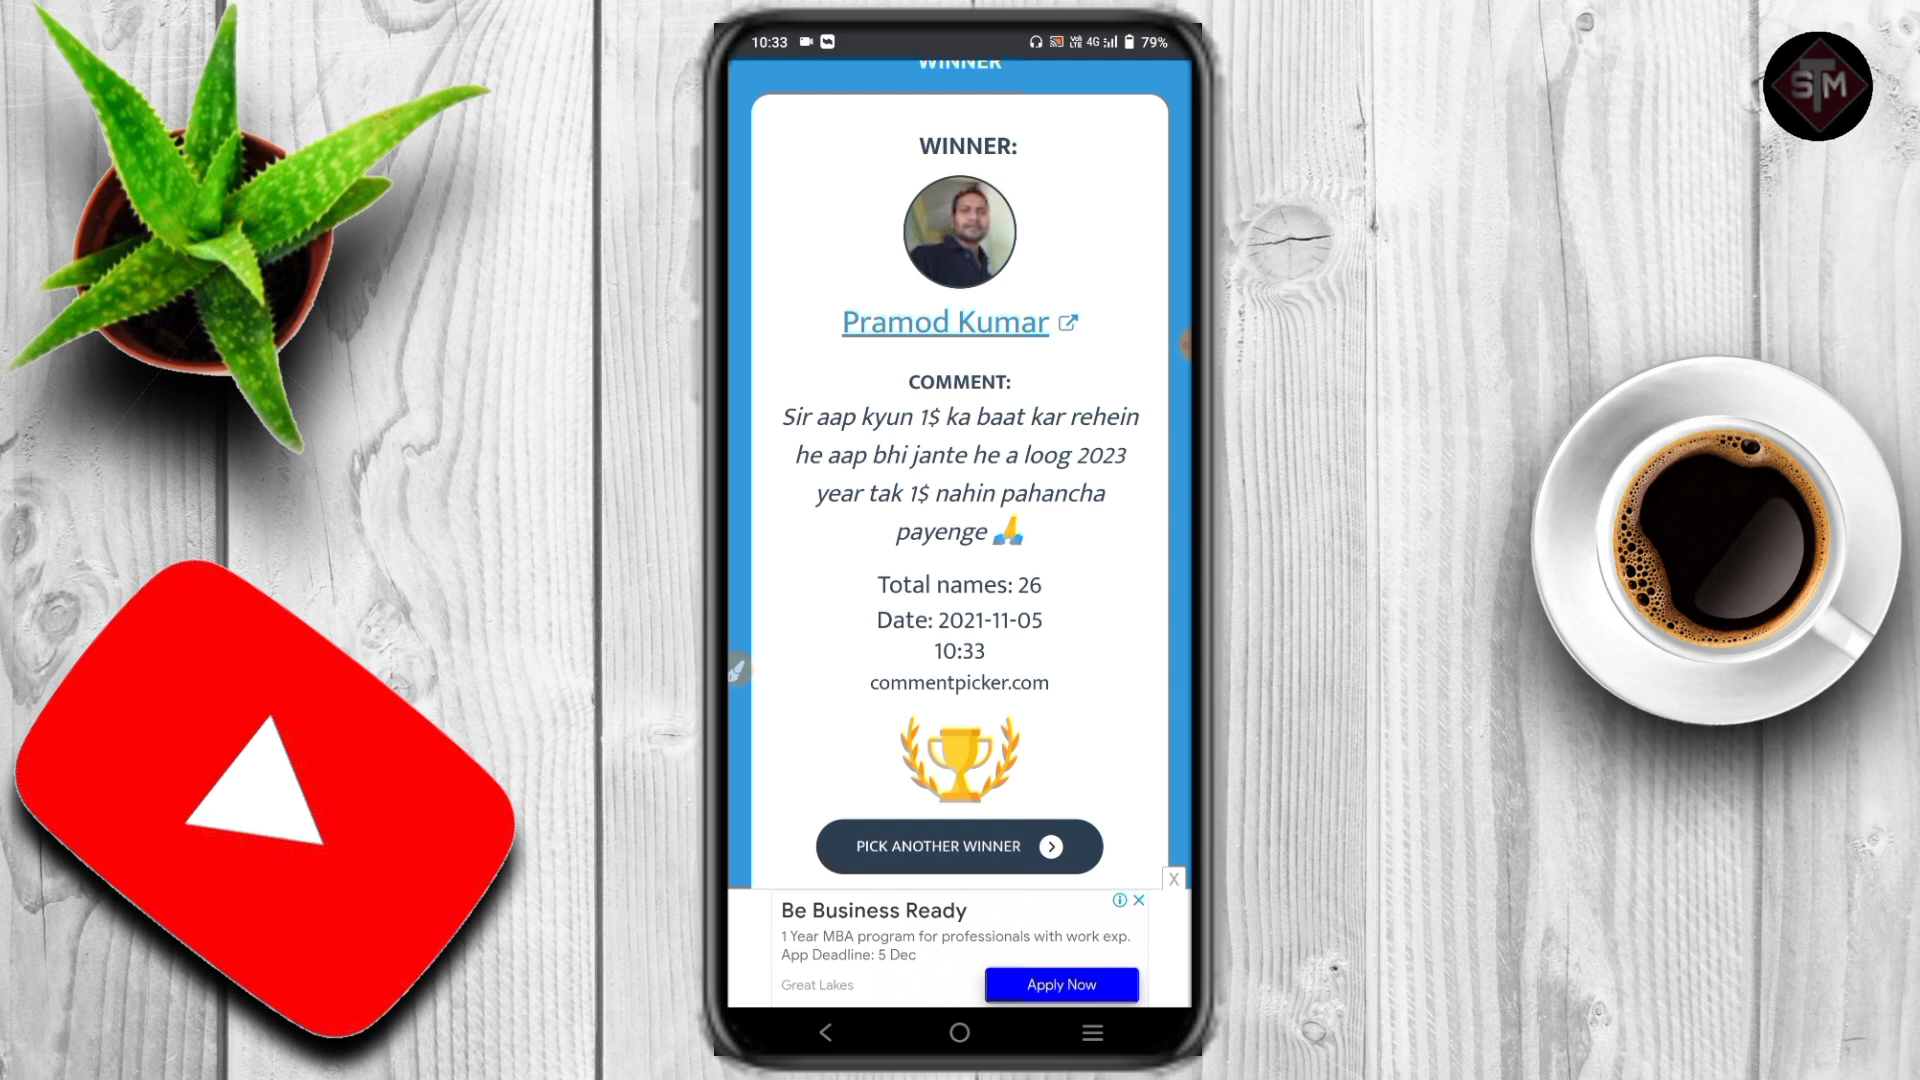 10:33 4G 79%
WINNER
STM
WINNER:
Pramod Kumar
COMMENT:
Sir aap kyun 1$ ka baat kar rehein
he aap bhi jante he a loog 2023
year tak 1$ nahin pahancha
payenge 🙏
Total names: 26
Date: 2021-11-05
10:33
commentpicker.com
PICK ANOTHER WINNER
X
Be Business Ready
1 Year MBA program for professionals with work exp.
App Deadline: 5 Dec
Great Lakes
Apply Now